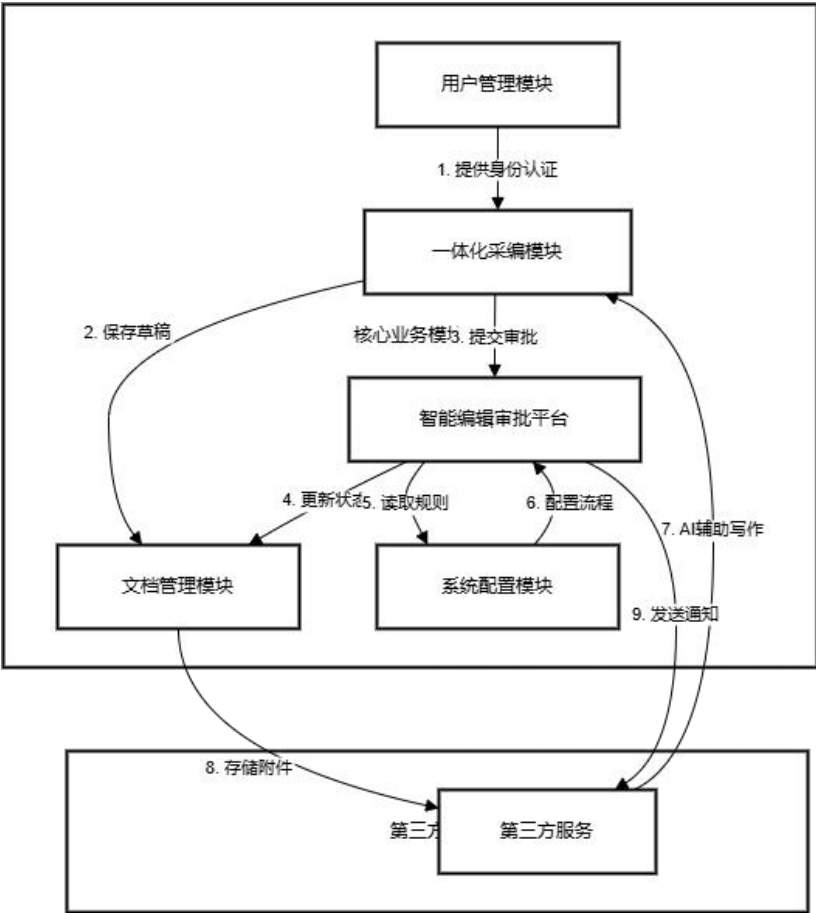 用户管理模块
1. 提供身份认证
一体化采编模块
2. 保存草稿
核心业务模
3. 提交审批
智能编辑审批平台
4. 更新状态
5. 读取规则
6. 配置流程
7. AI辅助写作
文档管理模块
系统配置模块
9. 发送通知
8. 存储附件
第三方
第三方服务